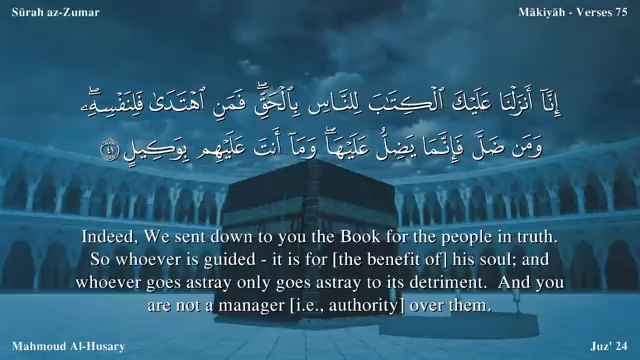 Sūrah az-Zumar
Mākiyāh - Verses 75
إِنَّآ أَنزَلْنَا عَلَيْكَ ٱلْكِتَٰبَ لِلنَّاسِ بِٱلْحَقِّ ۖ فَمَنِ ٱهْتَدَىٰ فَلِنَفْسِهِۦ ۖ
وَمَن ضَلَّ فَإِنَّمَا يَضِلُّ عَلَيْهَا ۖ وَمَآ أَنتَ عَلَيْهِم بِوَكِيلٍ ٤١
Indeed, We sent down to you the Book for the people in truth.
So whoever is guided - it is for [the benefit of] his soul; and
whoever goes astray only goes astray to its detriment. And you
are not a manager [i.e., authority] over them.
Mahmoud Al-Husary
Juz' 24